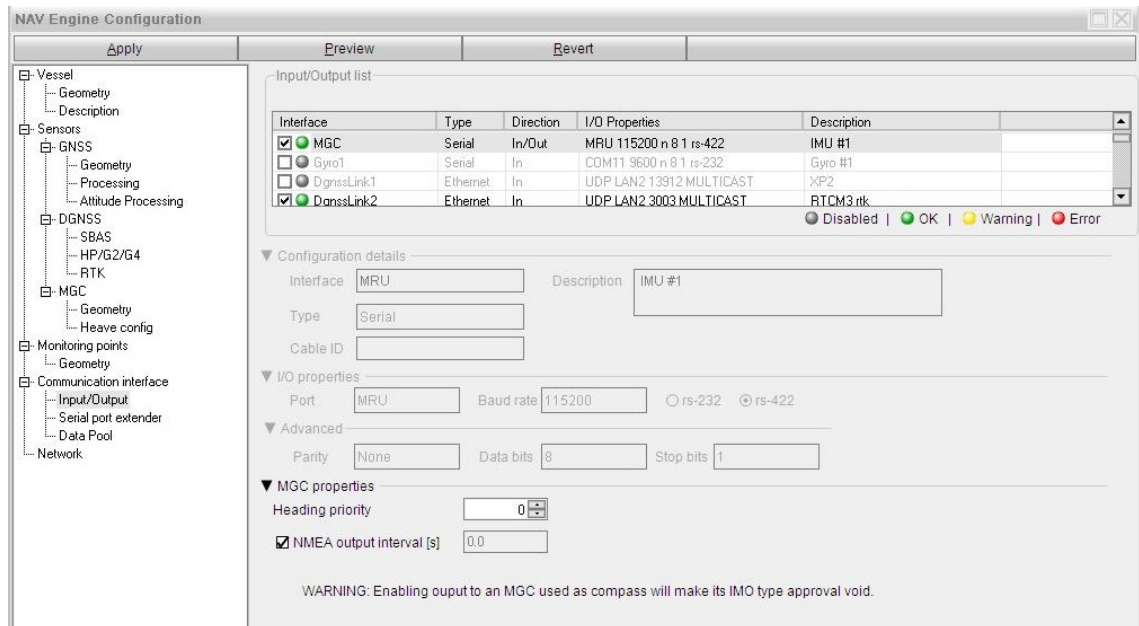 NAV Engine Configuration
Apply Preview Revert
Vessel
Geometry
Description
Sensors
GNSS
Geometry
Processing
Attitude Processing
DGNSS
SBAS
HP/G2/G4
RTK
MGC
Geometry
Heave config
Monitoring points
Geometry
Communication interface
Input/Output
Serial port extender
Data Pool
Network
Input/Output list
Interface Type Direction I/O Properties Description
MGC Serial In/Out MRU 115200 n 8 1 rs-422 IMU #1
Gyro1 Serial In COM11 9600 n 8 1 rs-232 Gyro #1
DgnssLink1 Ethernet In UDP LAN2 13912 MULTICAST XP2
DgnssLink2 Ethernet In UDP LAN2 3003 MULTICAST RTCM3 rtk
Disabled | OK | Warning | Error
Configuration details
Interface MRU Description IMU #1
Type Serial
Cable ID
I/O properties
Port MRU Baud rate 115200 rs-232 rs-422
Advanced
Parity None Data bits 8 Stop bits 1
MGC properties
Heading priority 0
NMEA output interval [s] 0.0
WARNING: Enabling ouput to an MGC used as compass will make its IMO type approval void.